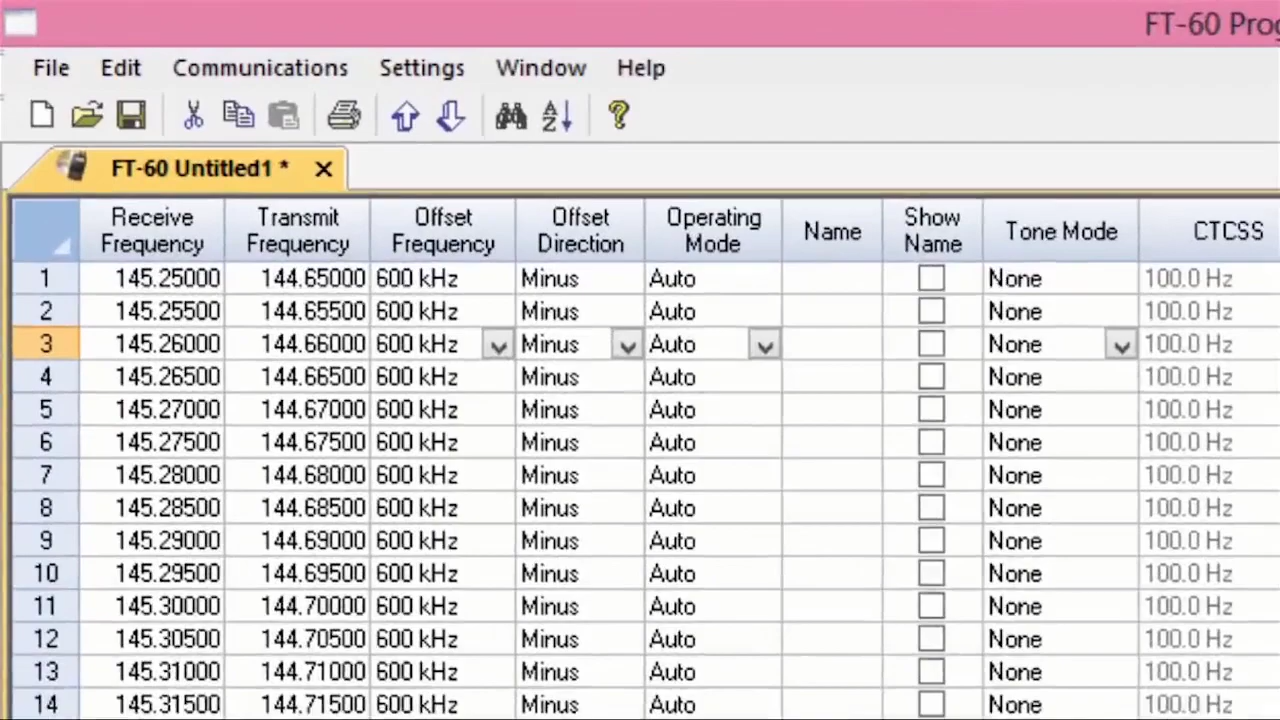 FT-60 Prog
File Edit Communications Settings Window Help
FT-60 Untitled1 *
Receive Frequency Transmit Frequency Offset Frequency Offset Direction Operating Mode Name Show Name Tone Mode CTCSS
1 145.25000 144.65000 600 kHz Minus Auto None 100.0 Hz
2 145.25500 144.65500 600 kHz Minus Auto None 100.0 Hz
3 145.26000 144.66000 600 kHz Minus Auto None 100.0 Hz
4 145.26500 144.66500 600 kHz Minus Auto None 100.0 Hz
5 145.27000 144.67000 600 kHz Minus Auto None 100.0 Hz
6 145.27500 144.67500 600 kHz Minus Auto None 100.0 Hz
7 145.28000 144.68000 600 kHz Minus Auto None 100.0 Hz
8 145.28500 144.68500 600 kHz Minus Auto None 100.0 Hz
9 145.29000 144.69000 600 kHz Minus Auto None 100.0 Hz
10 145.29500 144.69500 600 kHz Minus Auto None 100.0 Hz
11 145.30000 144.70000 600 kHz Minus Auto None 100.0 Hz
12 145.30500 144.70500 600 kHz Minus Auto None 100.0 Hz
13 145.31000 144.71000 600 kHz Minus Auto None 100.0 Hz
14 145.31500 144.71500 600 kHz Minus Auto None 100.0 Hz